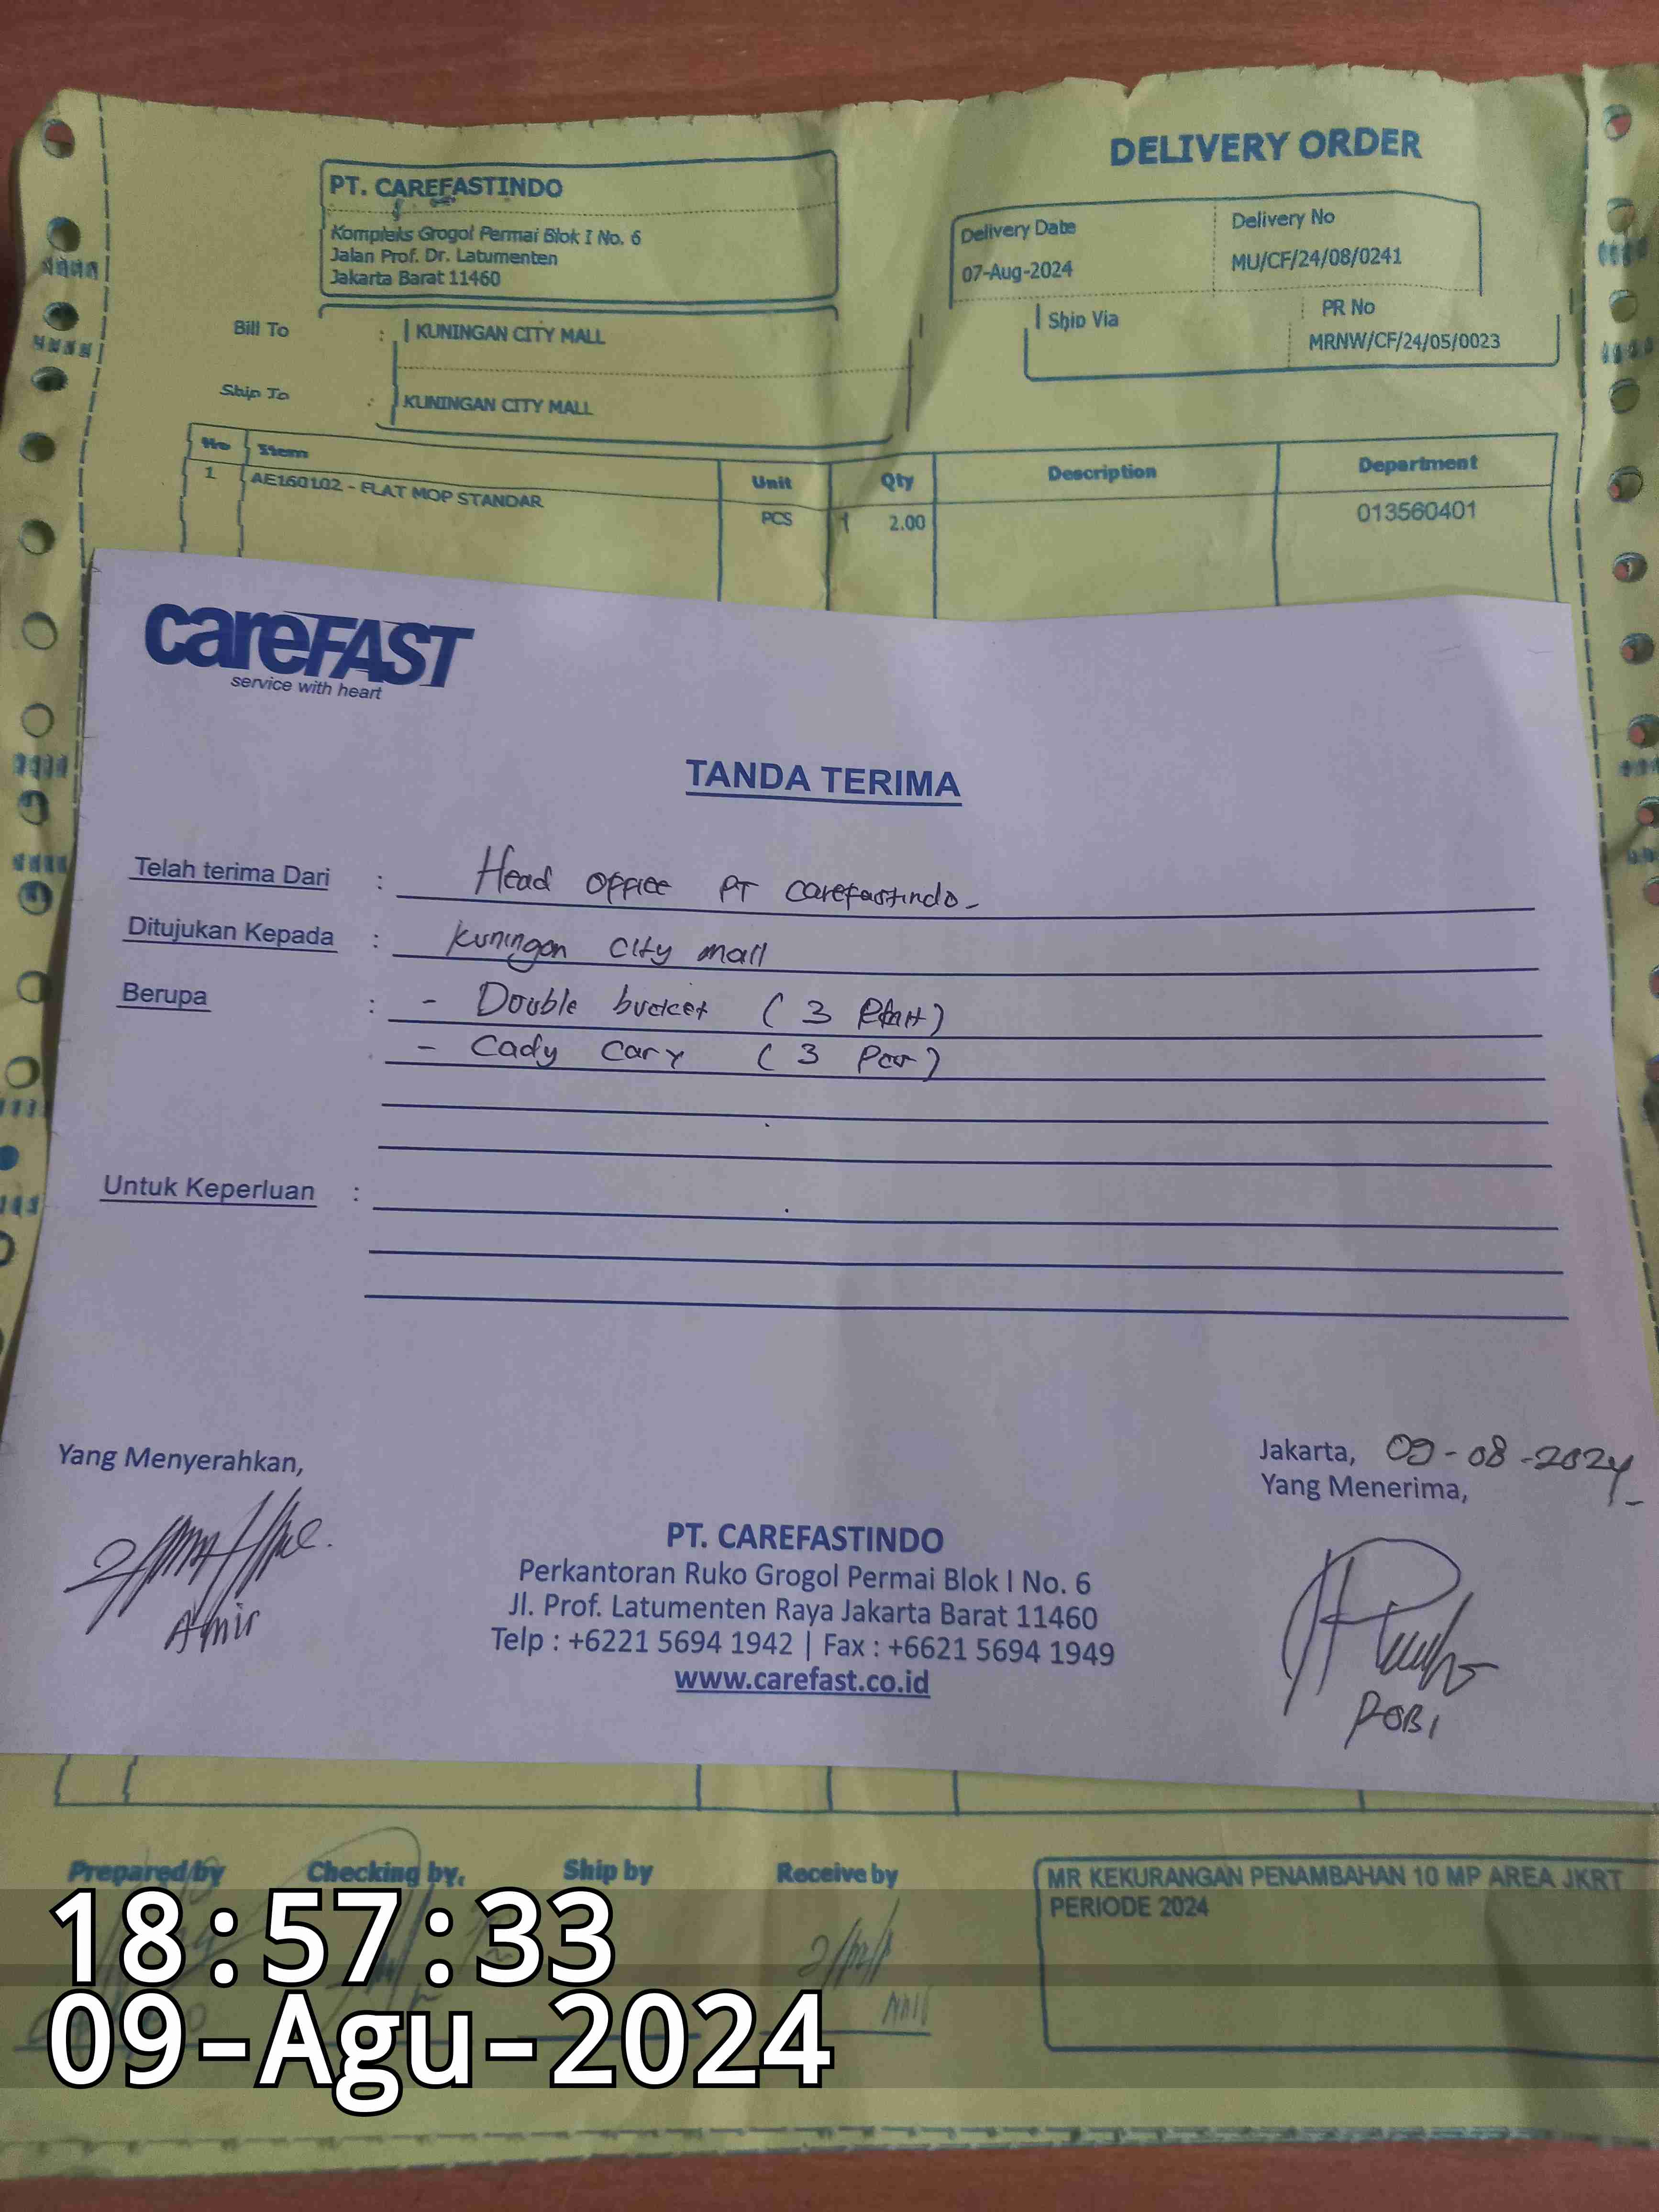 DELIVERY ORDER
PT. CAREFASTINDO
Kompleks Grogol Permai Blok I No. 6
Jalan Prof. Dr. Latumenten
Jakarta Barat 11460
Delivery Date
07-Aug-2024
Delivery No
MU/CF/24/08/0241
Ship Via
PR No
MRNW/CF/24/05/0023
Bill To : KUNINGAN CITY MALL
Ship To : KUNINGAN CITY MALL
No Item Unit Qty Description Department
1 AE160102 - FLAT MOP STANDAR PCS 2.00 013560401
careFAST
service with heart
TANDA TERIMA
Telah terima Dari : Head office PT carefastindo-
Ditujukan Kepada : kuningan city mall
Berupa : - Double bucket ( 3 )
- Cady cary ( 3 )
Untuk Keperluan :
Yang Menyerahkan,
Amir
Jakarta, 09-08-2024
Yang Menerima,
ROBI
PT. CAREFASTINDO
Perkantoran Ruko Grogol Permai Blok I No. 6
Jl. Prof. Latumenten Raya Jakarta Barat 11460
Telp : +6221 5694 1942 | Fax : +6621 5694 1949
www.carefast.co.id
Prepared by Checking by, Ship by Receive by
MR KEKURANGAN PENAMBAHAN 10 MP AREA JKRT
PERIODE 2024
18:57:33
09-Agu-2024